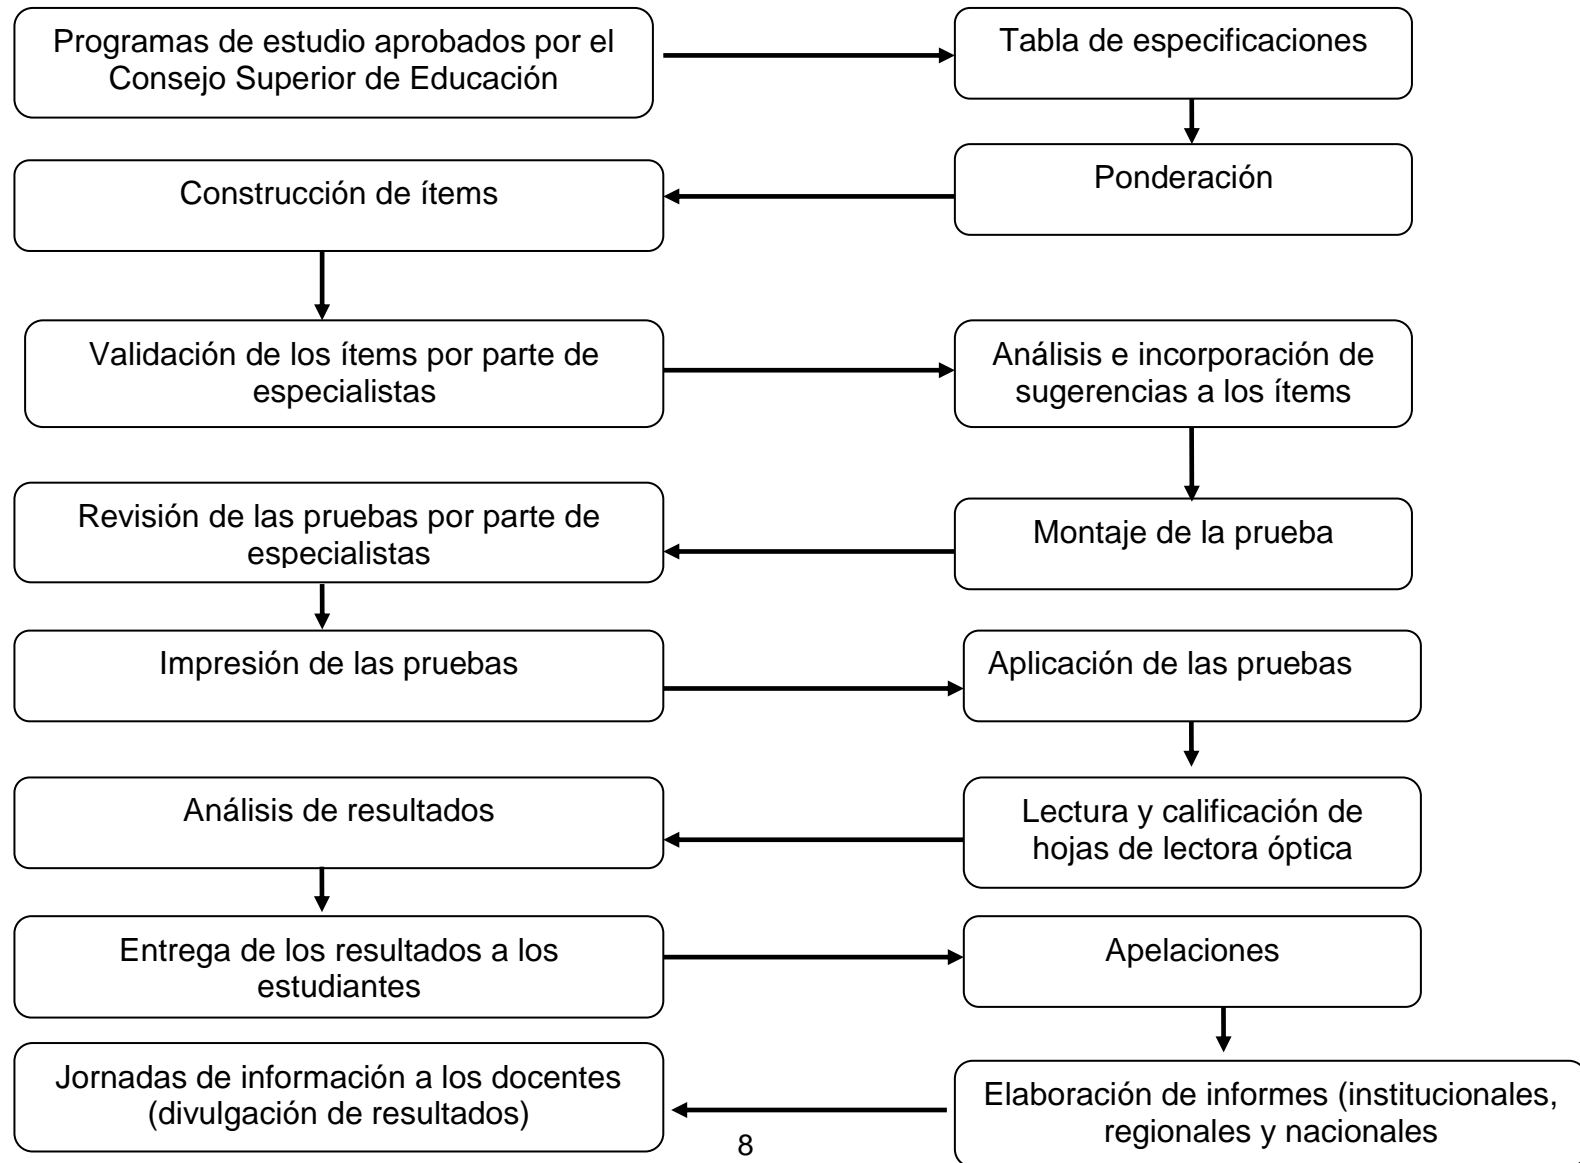 Programas de estudio aprobados por el
Consejo Superior de Educación
Tabla de especificaciones
Ponderación
Construcción de ítems
Validación de los ítems por parte de
especialistas
Análisis e incorporación de
sugerencias a los ítems
Montaje de la prueba
Revisión de las pruebas por parte de
especialistas
Impresión de las pruebas
Aplicación de las pruebas
Lectura y calificación de
hojas de lectora óptica
Análisis de resultados
Entrega de los resultados a los
estudiantes
Apelaciones
Elaboración de informes (institucionales,
regionales y nacionales
Jornadas de información a los docentes
(divulgación de resultados)
8